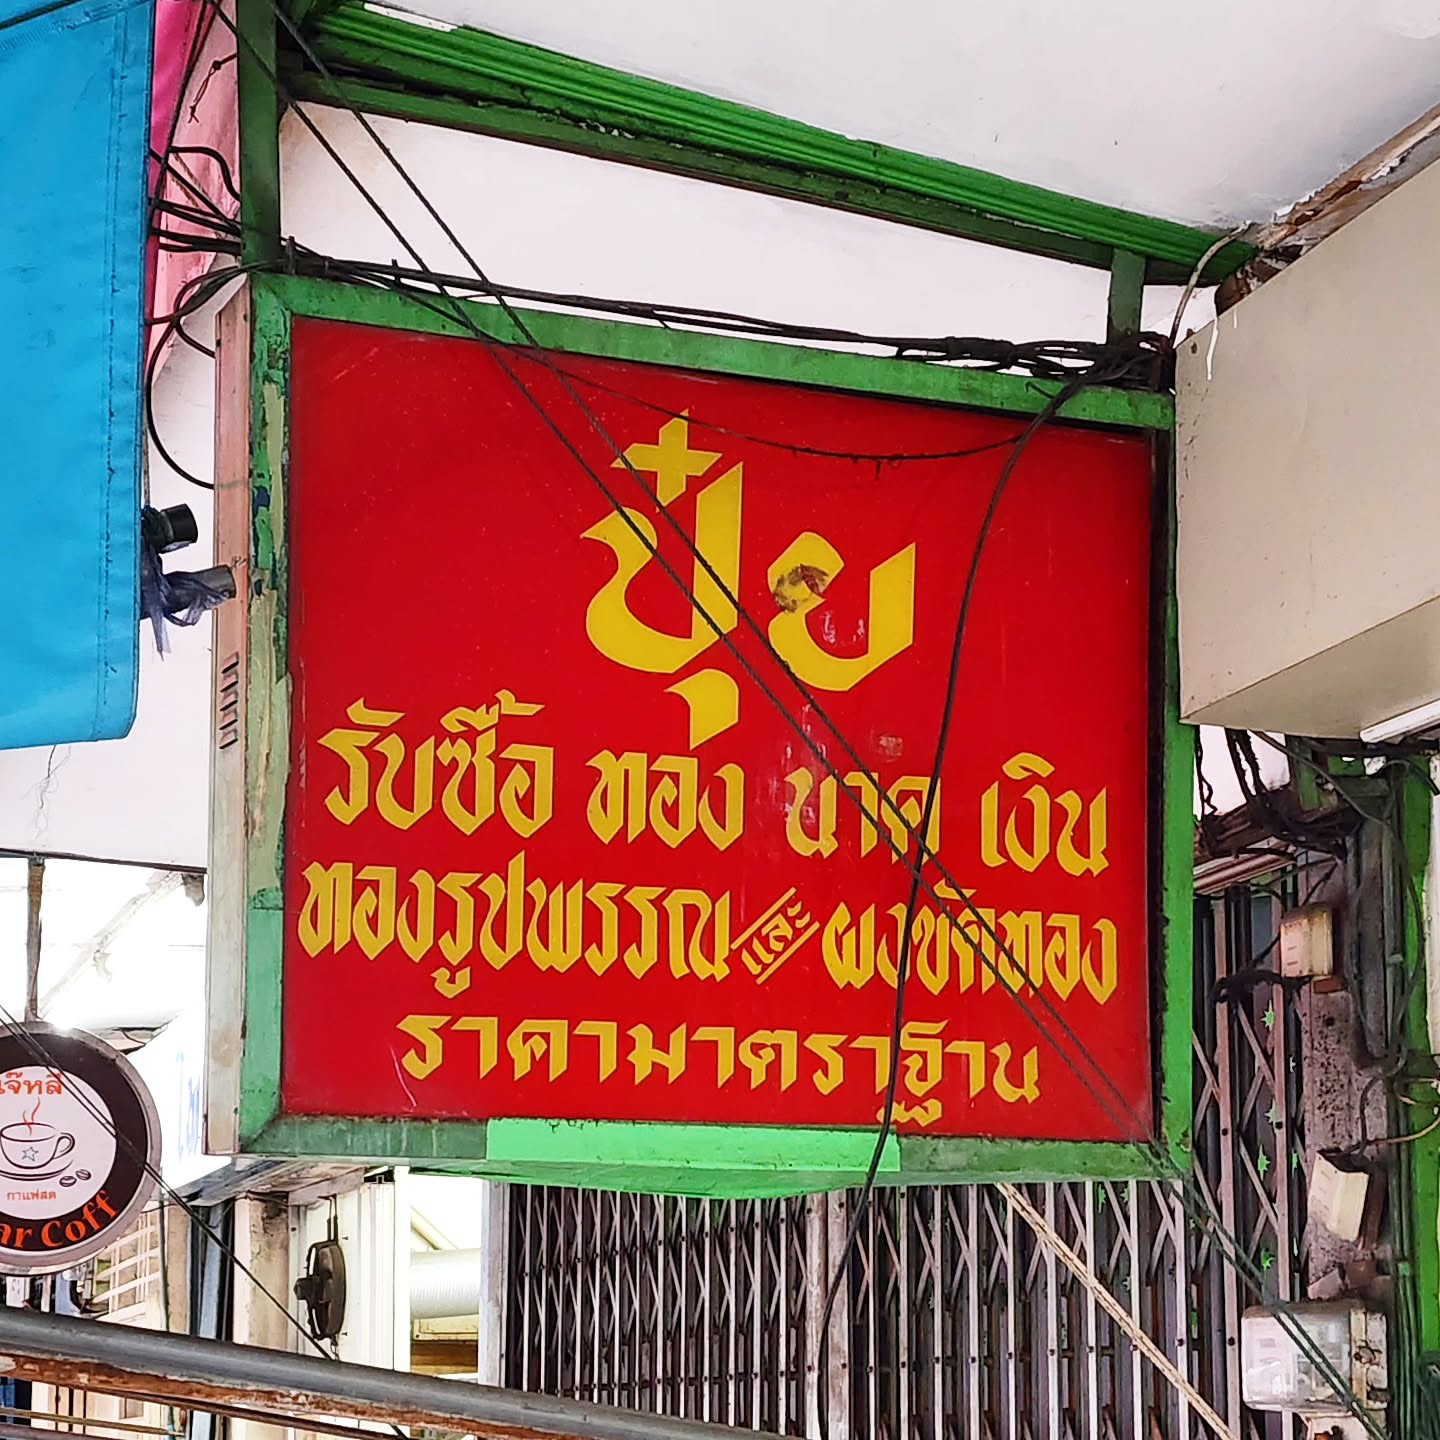 ปุ๋ย
รับซื้อ ทอง นาค เงิน
ทองรูปพรรณและผงขัดทอง
ราคามาตราฐาน
กาแฟสด